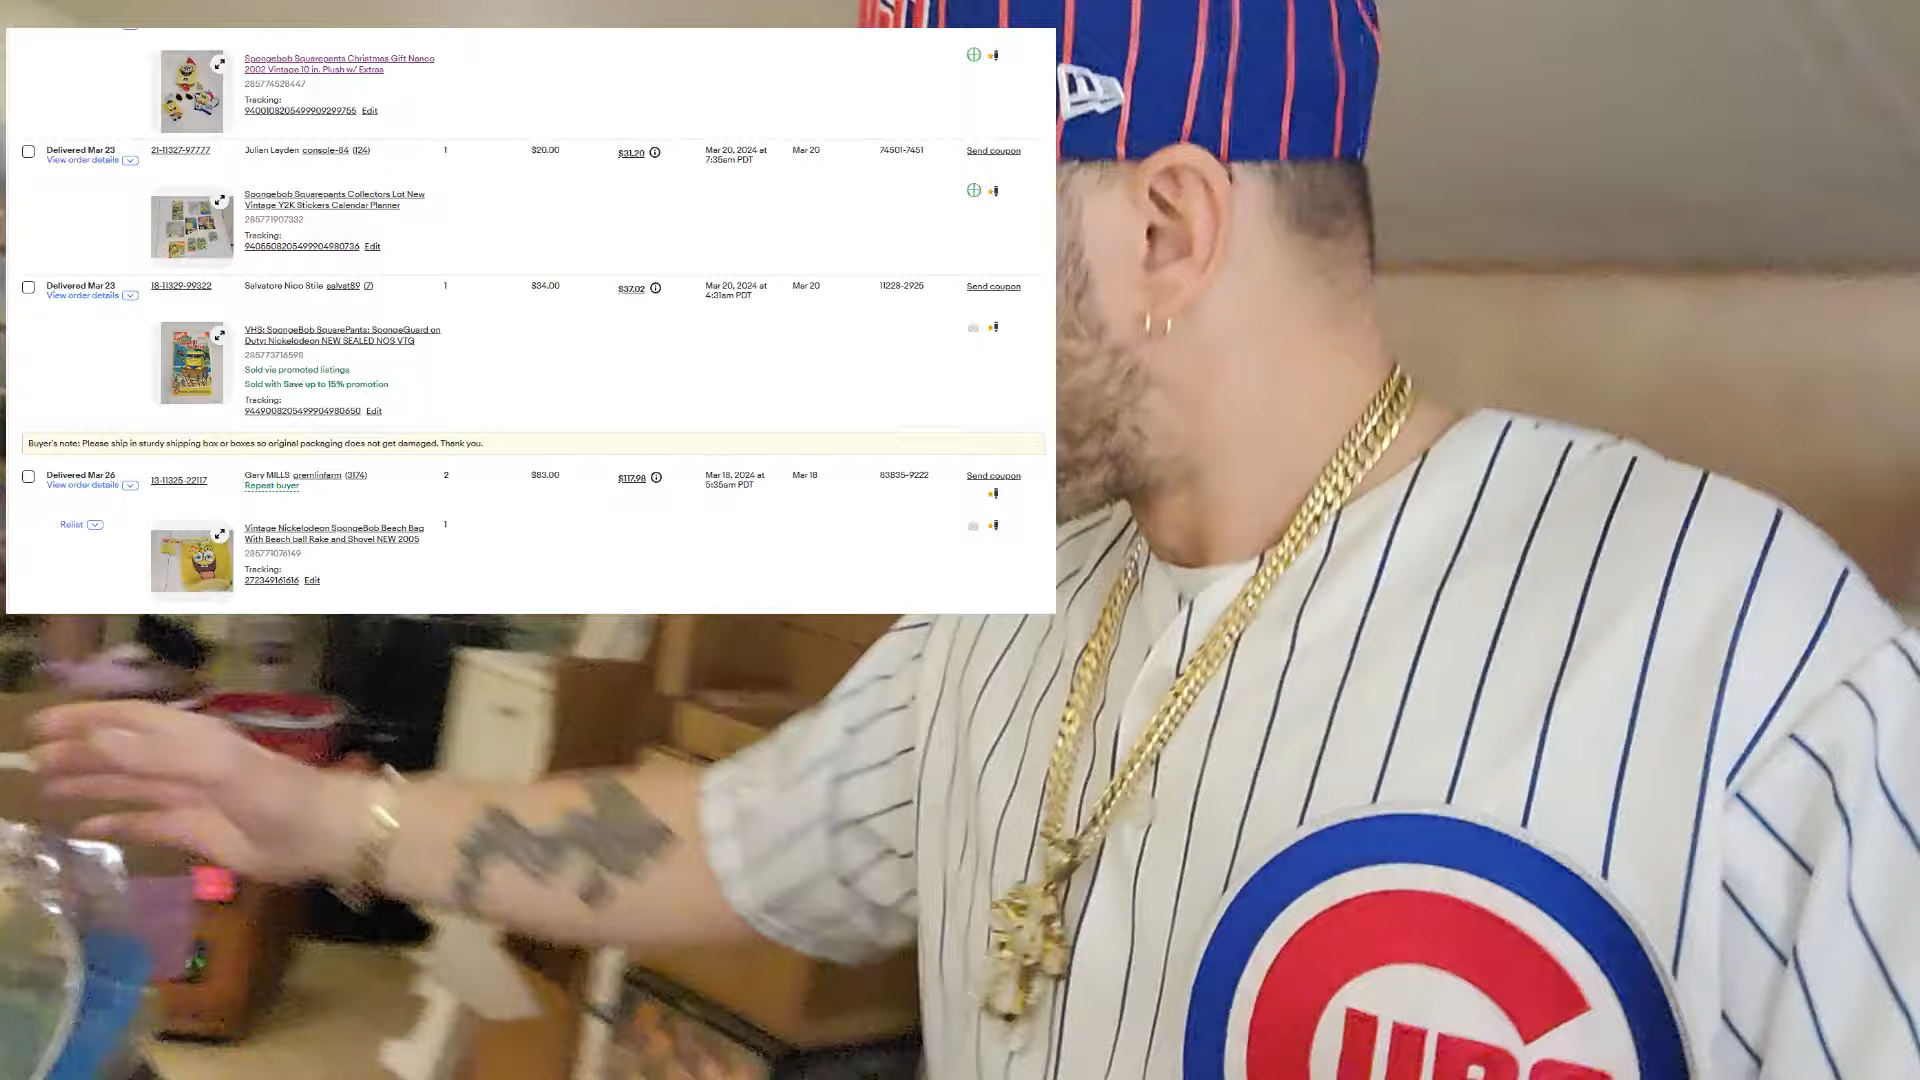 Spongebob Squarepants Christmas Gift Nanco
2002 Vintage 10 in. Plush w/ Extras
285774528447
Tracking:
9400108205499909299755 Edit
Delivered Mar 23 21-11327-97777 Julian Layden console-84 (124) 1 $20.00 $31.20 Mar 20, 2024 at Mar 20 74501-7451 Send coupon
View order details 7:35am PDT
Spongebob Squarepants Collectors Lot New
Vintage Y2K Stickers Calendar Planner
285771907332
Tracking:
9405508205499904980736 Edit
Delivered Mar 23 18-11329-99322 Salvatore Nico Stile salvat89 (7) 1 $34.00 $37.02 Mar 20, 2024 at Mar 20 11228-2925 Send coupon
View order details 4:31am PDT
VHS: SpongeBob SquarePants: SpongeGuard on
Duty: Nickelodeon NEW SEALED NOS VTG
285773716598
Sold via promoted listings
Sold with Save up to 15% promotion
Tracking:
9449008205499904980650 Edit
Buyer's note: Please ship in sturdy shipping box or boxes so original packaging does not get damaged. Thank you.
Delivered Mar 26 13-11325-22117 Gary MILLS gremlinfarm (3174) 2 $83.00 $117.98 Mar 18, 2024 at Mar 18 83835-9222 Send coupon
View order details Repeat buyer 5:35am PDT
Relist Vintage Nickelodeon SpongeBob Beach Bag 1
With Beach ball Rake and Shovel NEW 2005
285771076149
Tracking:
272349161616 Edit
CUBS